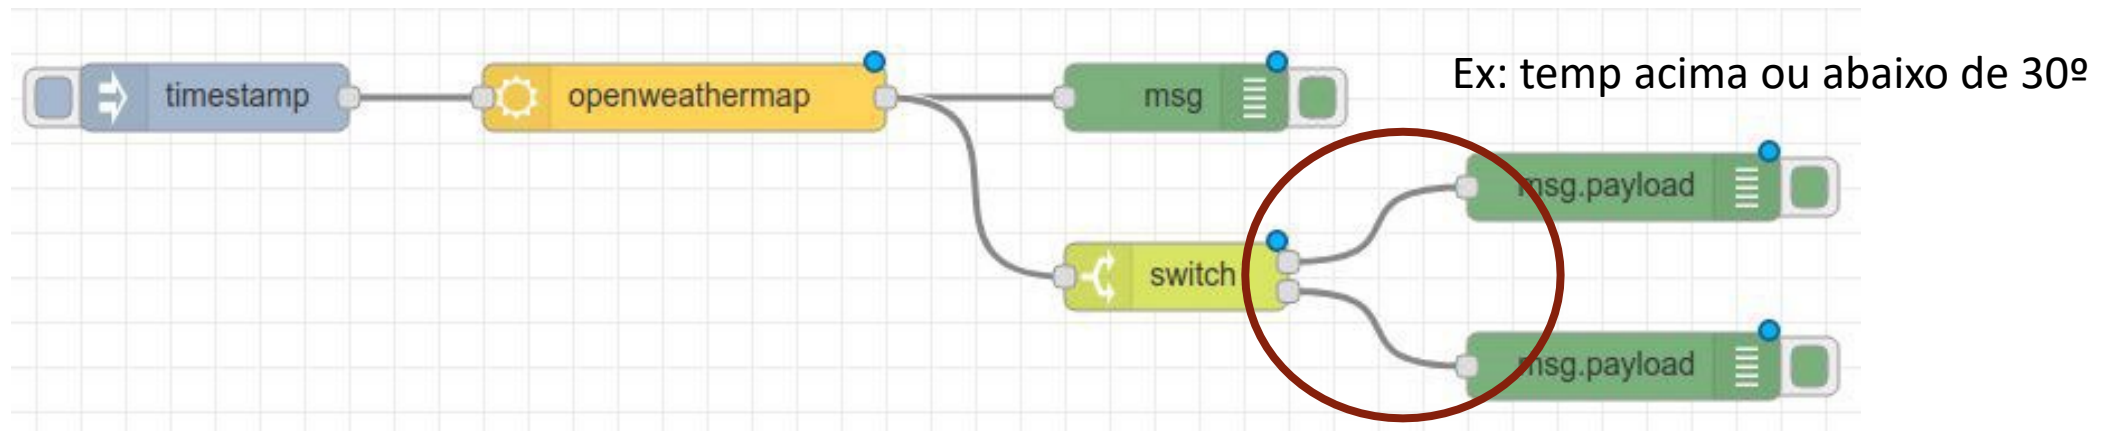 timestamp
openweathermap
msg
Ex: temp acima ou abaixo de 30º
msg.payload
switch
msg.payload